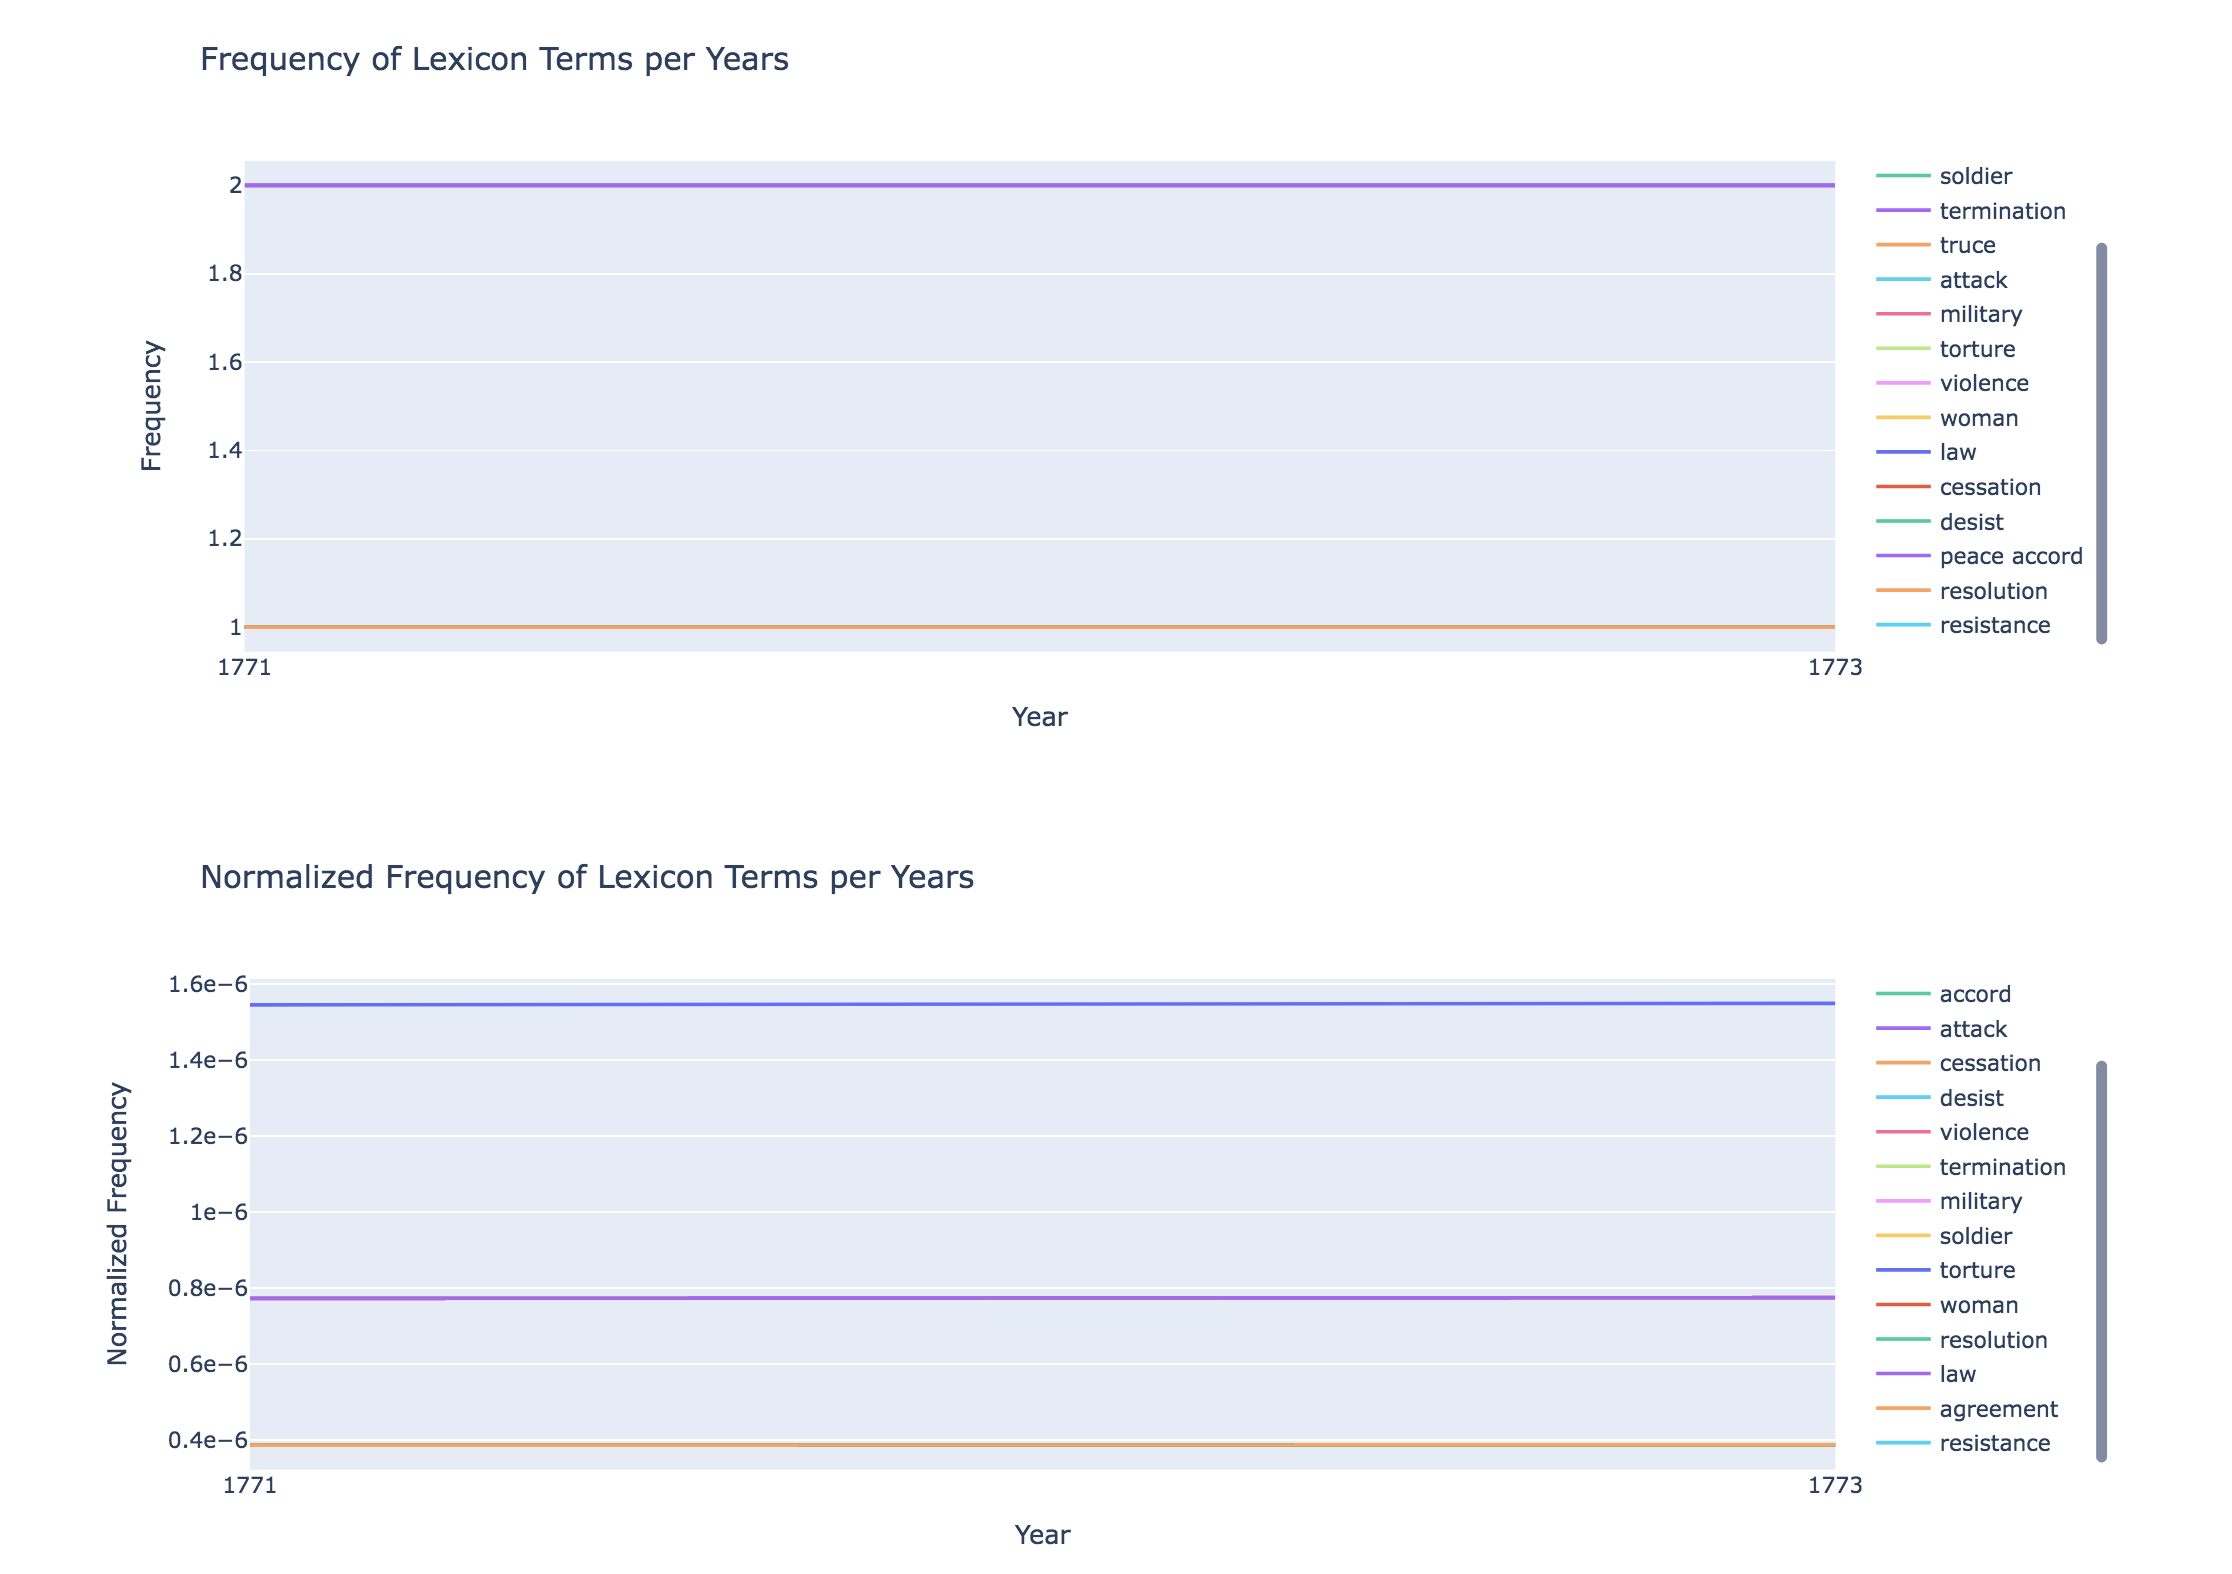 Frequency of Lexicon Terms per Years
2
1.8
1.6
1.4
1.2
1
Frequency
1771
1773
Year
soldier
termination
truce
attack
military
torture
violence
woman
law
cessation
desist
peace accord
resolution
resistance
Normalized Frequency of Lexicon Terms per Years
1.6e−6
1.4e−6
1.2e−6
1e−6
0.8e−6
0.6e−6
0.4e−6
Normalized Frequency
1771
1773
Year
accord
attack
cessation
desist
violence
termination
military
soldier
torture
woman
resolution
law
agreement
resistance